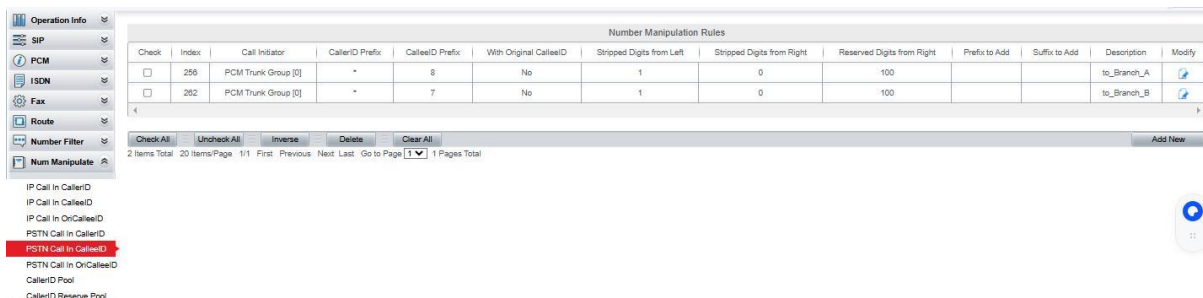 Operation Info
SIP
PCM
ISDN
Fax
Route
Number Filter
Num Manipulate
IP Call In CallerID
IP Call In CalleeID
IP Call In OriCalleeID
PSTN Call In CallerID
PSTN Call In CalleeID
PSTN Call In OriCalleeID
CallerID Pool
CallerID Reserve Pool
Number Manipulation Rules
Check Index Call Initiator CallerID Prefix CalleeID Prefix With Original CalleeID Stripped Digits from Left Stripped Digits from Right Reserved Digits from Right Prefix to Add Suffix to Add Description Modify
256 PCM Trunk Group [0] * 8 No 1 0 100 to_Branch_A
262 PCM Trunk Group [0] * 7 No 1 0 100 to_Branch_B
Check All Uncheck All Inverse Delete Clear All Add New
2 Items Total 20 Items/Page 1/1 First Previous Next Last Go to Page 1 1 Pages Total